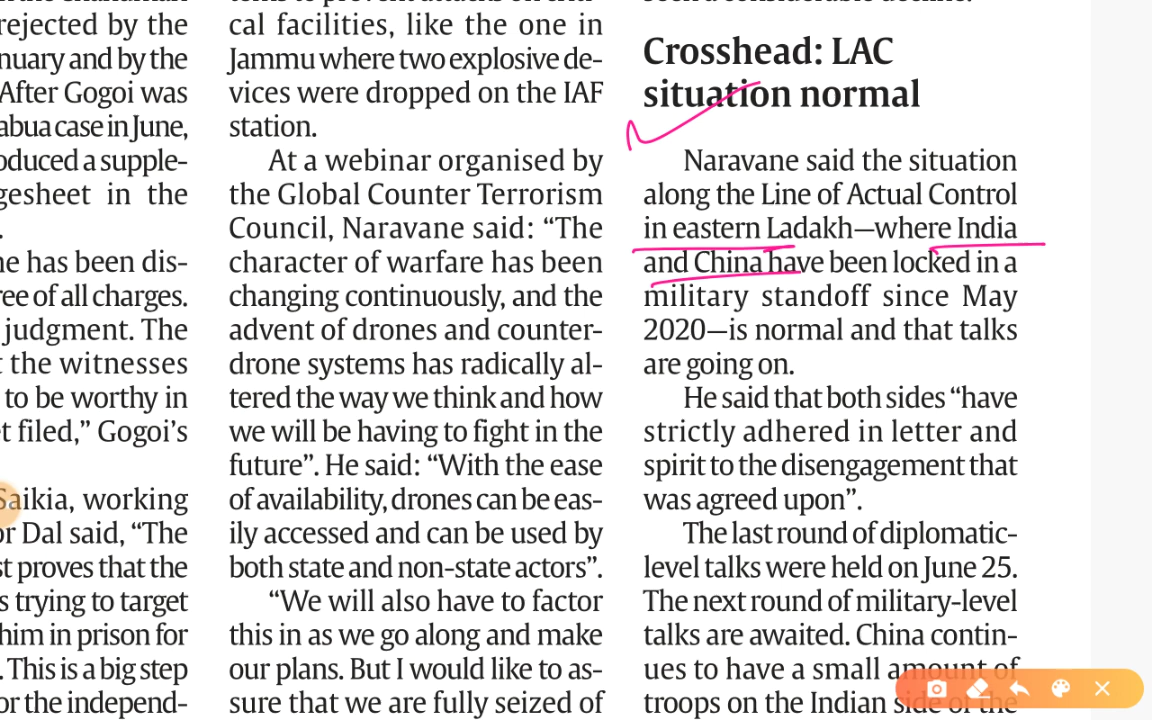 rejected by the
nuary and by the
After Gogoi was
abua case in June,
oduced a supple-
gesheet in the
.
ne has been dis-
ree of all charges.
judgment. The
t the witnesses
to be worthy in
t filed,” Gogoi’s
Saikia, working
or Dal said, “The
st proves that the
s trying to target
him in prison for
. This is a big step
or the independ-
cal facilities, like the one in
Jammu where two explosive de-
vices were dropped on the IAF
station.
At a webinar organised by
the Global Counter Terrorism
Council, Naravane said: “The
character of warfare has been
changing continuously, and the
advent of drones and counter-
drone systems has radically al-
tered the way we think and how
we will be having to fight in the
future”. He said: “With the ease
of availability, drones can be eas-
ily accessed and can be used by
both state and non-state actors”.
“We will also have to factor
this in as we go along and make
our plans. But I would like to as-
sure that we are fully seized of
Crosshead: LAC
situation normal
Naravane said the situation
along the Line of Actual Control
in eastern Ladakh—where India
and China have been locked in a
military standoff since May
2020—is normal and that talks
are going on.
He said that both sides “have
strictly adhered in letter and
spirit to the disengagement that
was agreed upon”.
The last round of diplomatic-
level talks were held on June 25.
The next round of military-level
talks are awaited. China contin-
ues to have a small amount of
troops on the Indian side of the